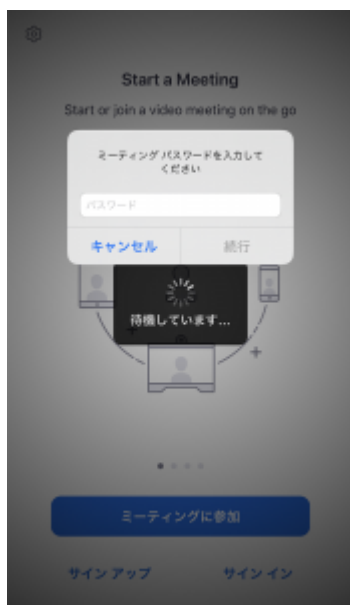 Start a Meeting
Start or join a video meeting on the go
ミーティング パスワードを入力して
ください
パスワード
キャンセル
続行
待機しています...
ミーティングに参加
サイン アップ
サイン イン